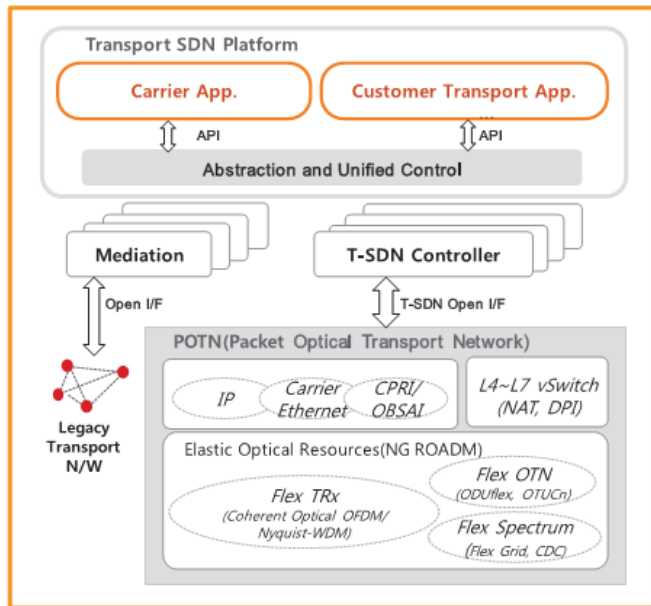 Transport SDN Platform
Carrier App.
Customer Transport App.
...
API
API
Abstraction and Unified Control
Mediation
T-SDN Controller
Open I/F
T-SDN Open I/F
POTN(Packet Optical Transport Network)
IP
Carrier
Ethernet
CPRI/
OBSAI
L4~L7 vSwitch
(NAT, DPI)
Legacy
Transport
N/W
Elastic Optical Resources(NG ROADM)
Flex TRx
(Coherent Optical OFDM/
Nyquist-WDM)
Flex OTN
(ODUflex, OTUCn)
Flex Spectrum
(Flex Grid, CDC)